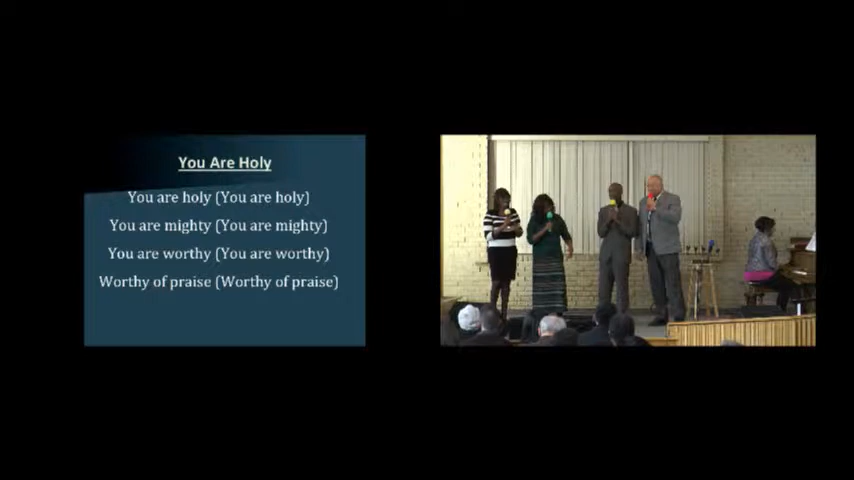 You Are Holy
You are holy (You are holy)
You are mighty (You are mighty)
You are worthy (You are worthy)
Worthy of praise (Worthy of praise)